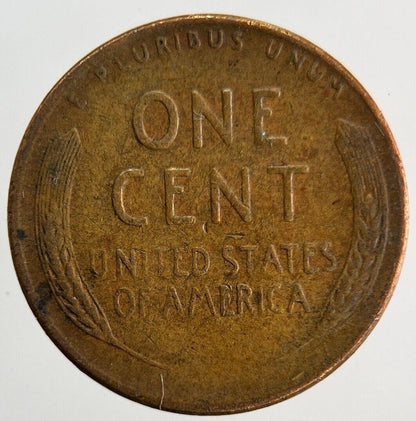 E PLURIBUS UNUM
ONE
CENT
UNITED STATES
OF AMERICA